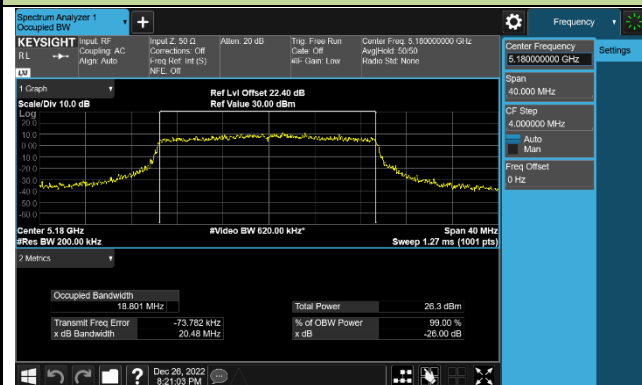 Spectrum Analyzer 1
Occupied BW
+
Frequency
KEYSIGHT
Input: RF
Input Z: 50 Ω
Atten: 20 dB
Trig: Free Run
Center Freq: 5.180000000 GHz
RL
Coupling: AC
Corrections: Off
Gate: Off
Avg|Hold: 50/50
Align: Auto
Freq Ref: Int (S)
#IF Gain: Low
Radio Std: None
LXI
NFE: Off
1 Graph
Ref Lvl Offset 22.40 dB
Scale/Div 10.0 dB
Ref Value 30.00 dBm
Log
20.0
10.0
0.00
-10.0
-20.0
-30.0
-40.0
-50.0
-60.0
Center 5.18 GHz
#Video BW 620.00 kHz*
Span 40 MHz
#Res BW 200.00 kHz
Sweep 1.27 ms (1001 pts)
2 Metrics
Occupied Bandwidth
18.801 MHz
Total Power
26.3 dBm
Transmit Freq Error
-73.782 kHz
% of OBW Power
99.00 %
x dB Bandwidth
20.48 MHz
x dB
-26.00 dB
Center Frequency
5.180000000 GHz
Settings
Span
40.000 MHz
CF Step
4.000000 MHz
Auto
Man
Freq Offset
0 Hz
?
Dec 26, 2022
8:21:03 PM